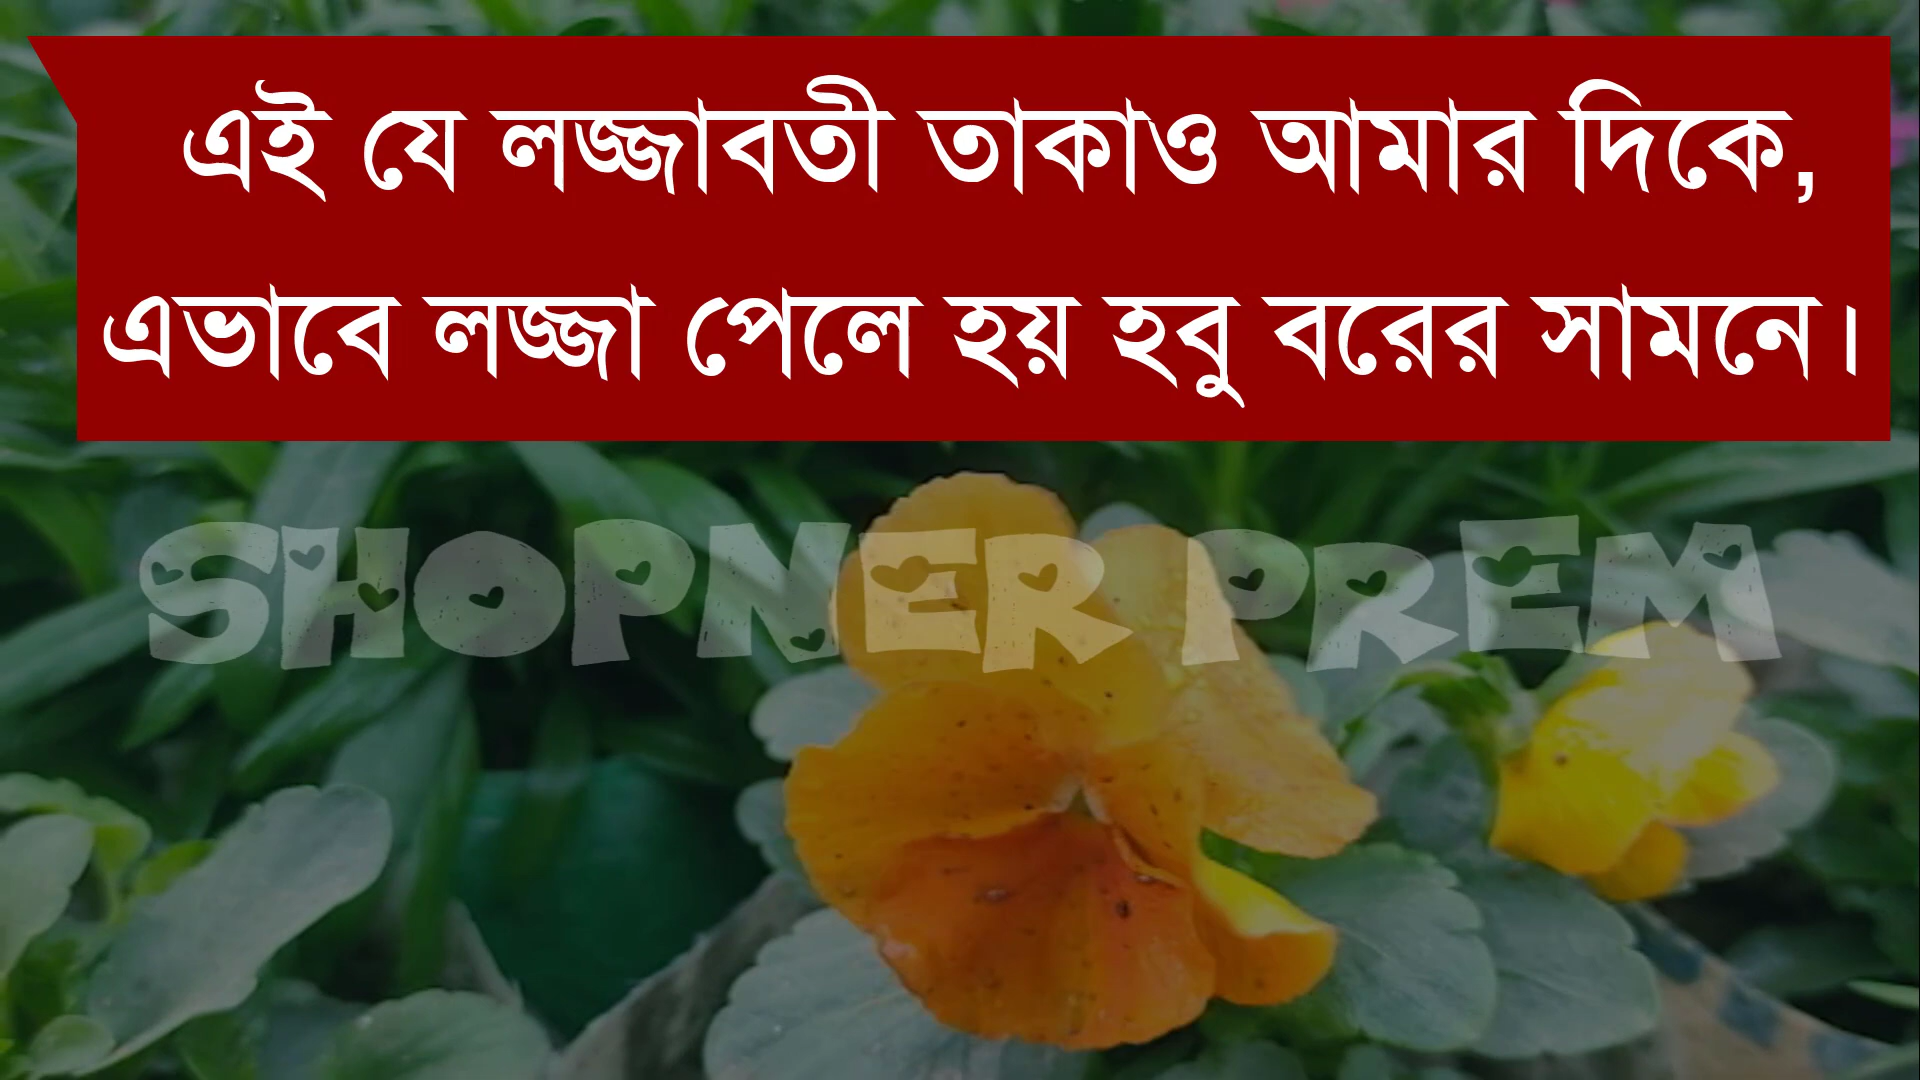 এই যে লজ্জাবতী তাকাও আমার দিকে,
এভাবে লজ্জা পেলে হয় হবু বরের সামনে।
SHOPNER PREM